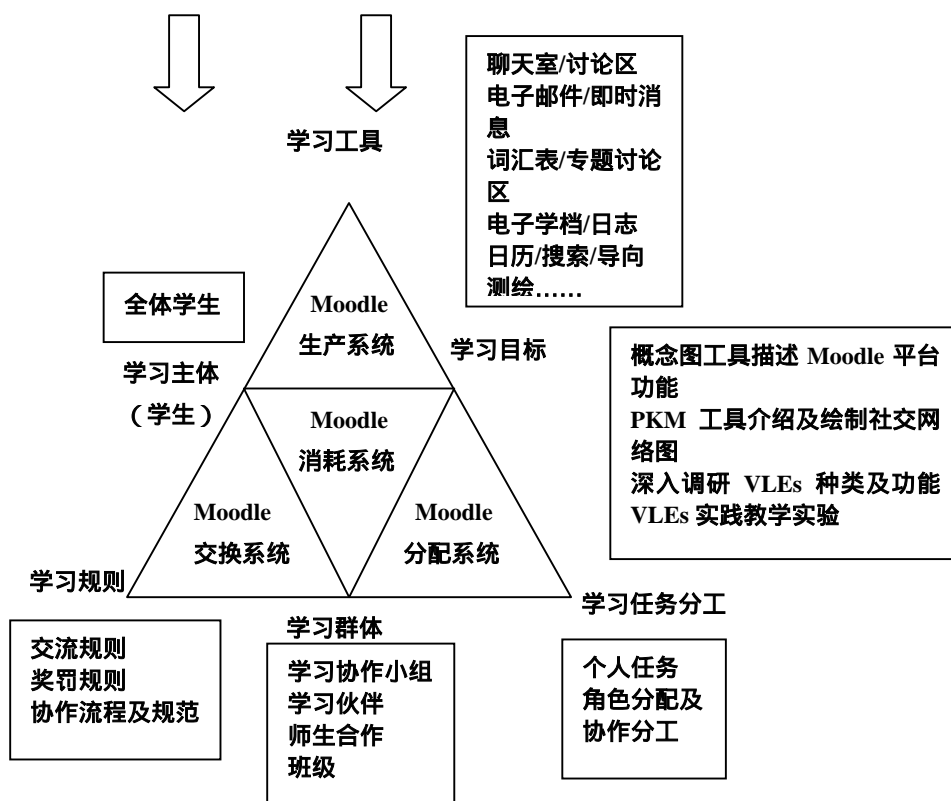 聊天室/讨论区
电子邮件/即时消
息
词汇表/专题讨论
区
电子学档/日志
日历/搜索/导向
测绘……
学习工具
全体学生
Moodle
生产系统
学习目标
学习主体
（学生）
概念图工具描述 Moodle 平台
功能
PKM 工具介绍及绘制社交网
络图
深入调研 VLEs 种类及功能
VLEs 实践教学实验
Moodle
消耗系统
Moodle
交换系统
Moodle
分配系统
学习规则
学习任务分工
学习群体
交流规则
奖罚规则
协作流程及规范
学习协作小组
学习伙伴
师生合作
班级
个人任务
角色分配及
协作分工